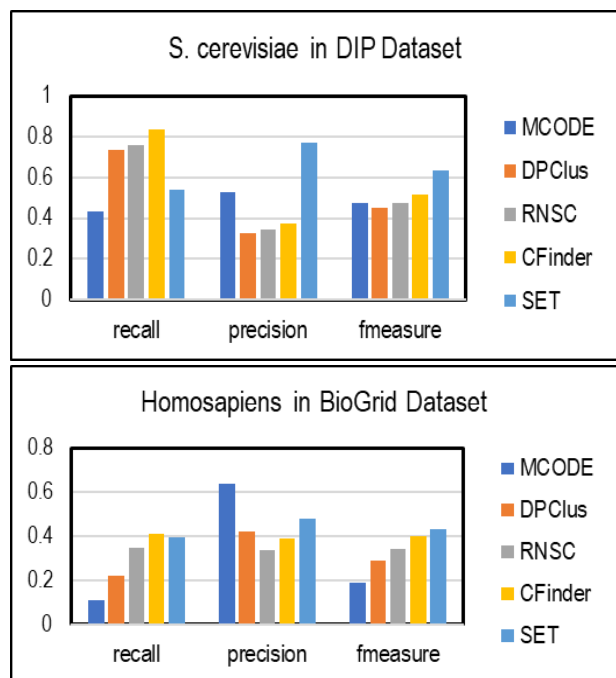 S. cerevisiae in DIP Dataset
1
0.8
0.6
0.4
0.2
0
recall precision fmeasure
MCODE
DPClus
RNSC
CFinder
SET
Homosapiens in BioGrid Dataset
0.8
0.6
0.4
0.2
0
recall precision fmeasure
MCODE
DPClus
RNSC
CFinder
SET